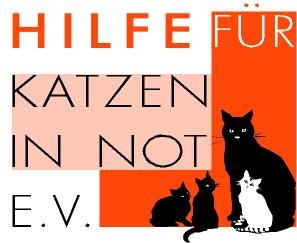 HILFE FÜR
KATZEN
IN NOT
E.V.